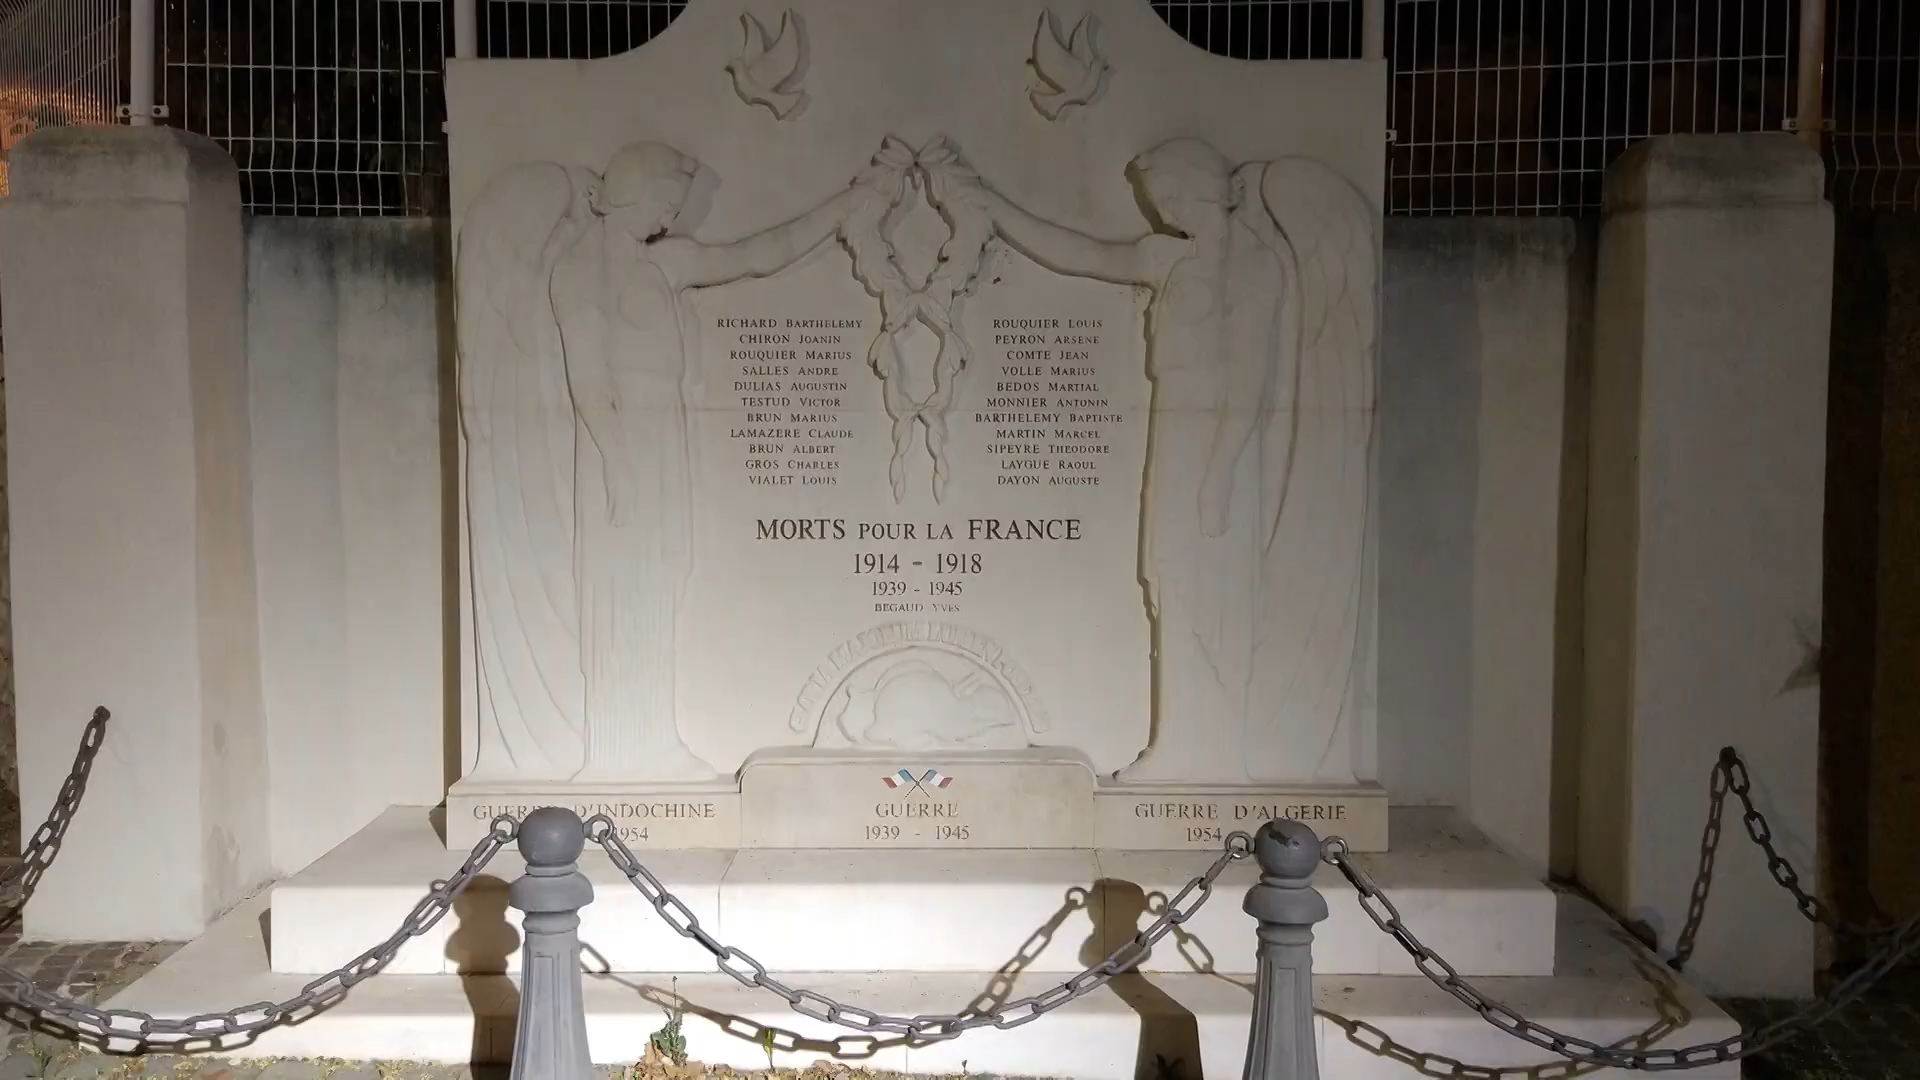 RICHARD BARTHELEMY
CHIRON JOANIN
ROUQUIER MARIUS
SALLES ANDRE
DULIAS AUGUSTIN
TESTUD VICTOR
BRUN MARIUS
LAMAZERE CLAUDE
BRUN ALBERT
GROS CHARLES
VIALET LOUIS
ROUQUIER LOUIS
PEYRON ARSENE
COMTE JEAN
VOLLE MARIUS
BEDOS MARTIAL
MONNIER ANTONIN
BARTHELEMY BAPTISTE
MARTIN MARCEL
SIPEYRE THEODORE
LAYGUE RAOUL
DAYON AUGUSTE
MORTS POUR LA FRANCE
1914 - 1918
1939 - 1945
BEGAUD YVES
GUERRE D'INDOCHINE
1954
GUERRE
1939 - 1945
GUERRE D'ALGERIE
1954